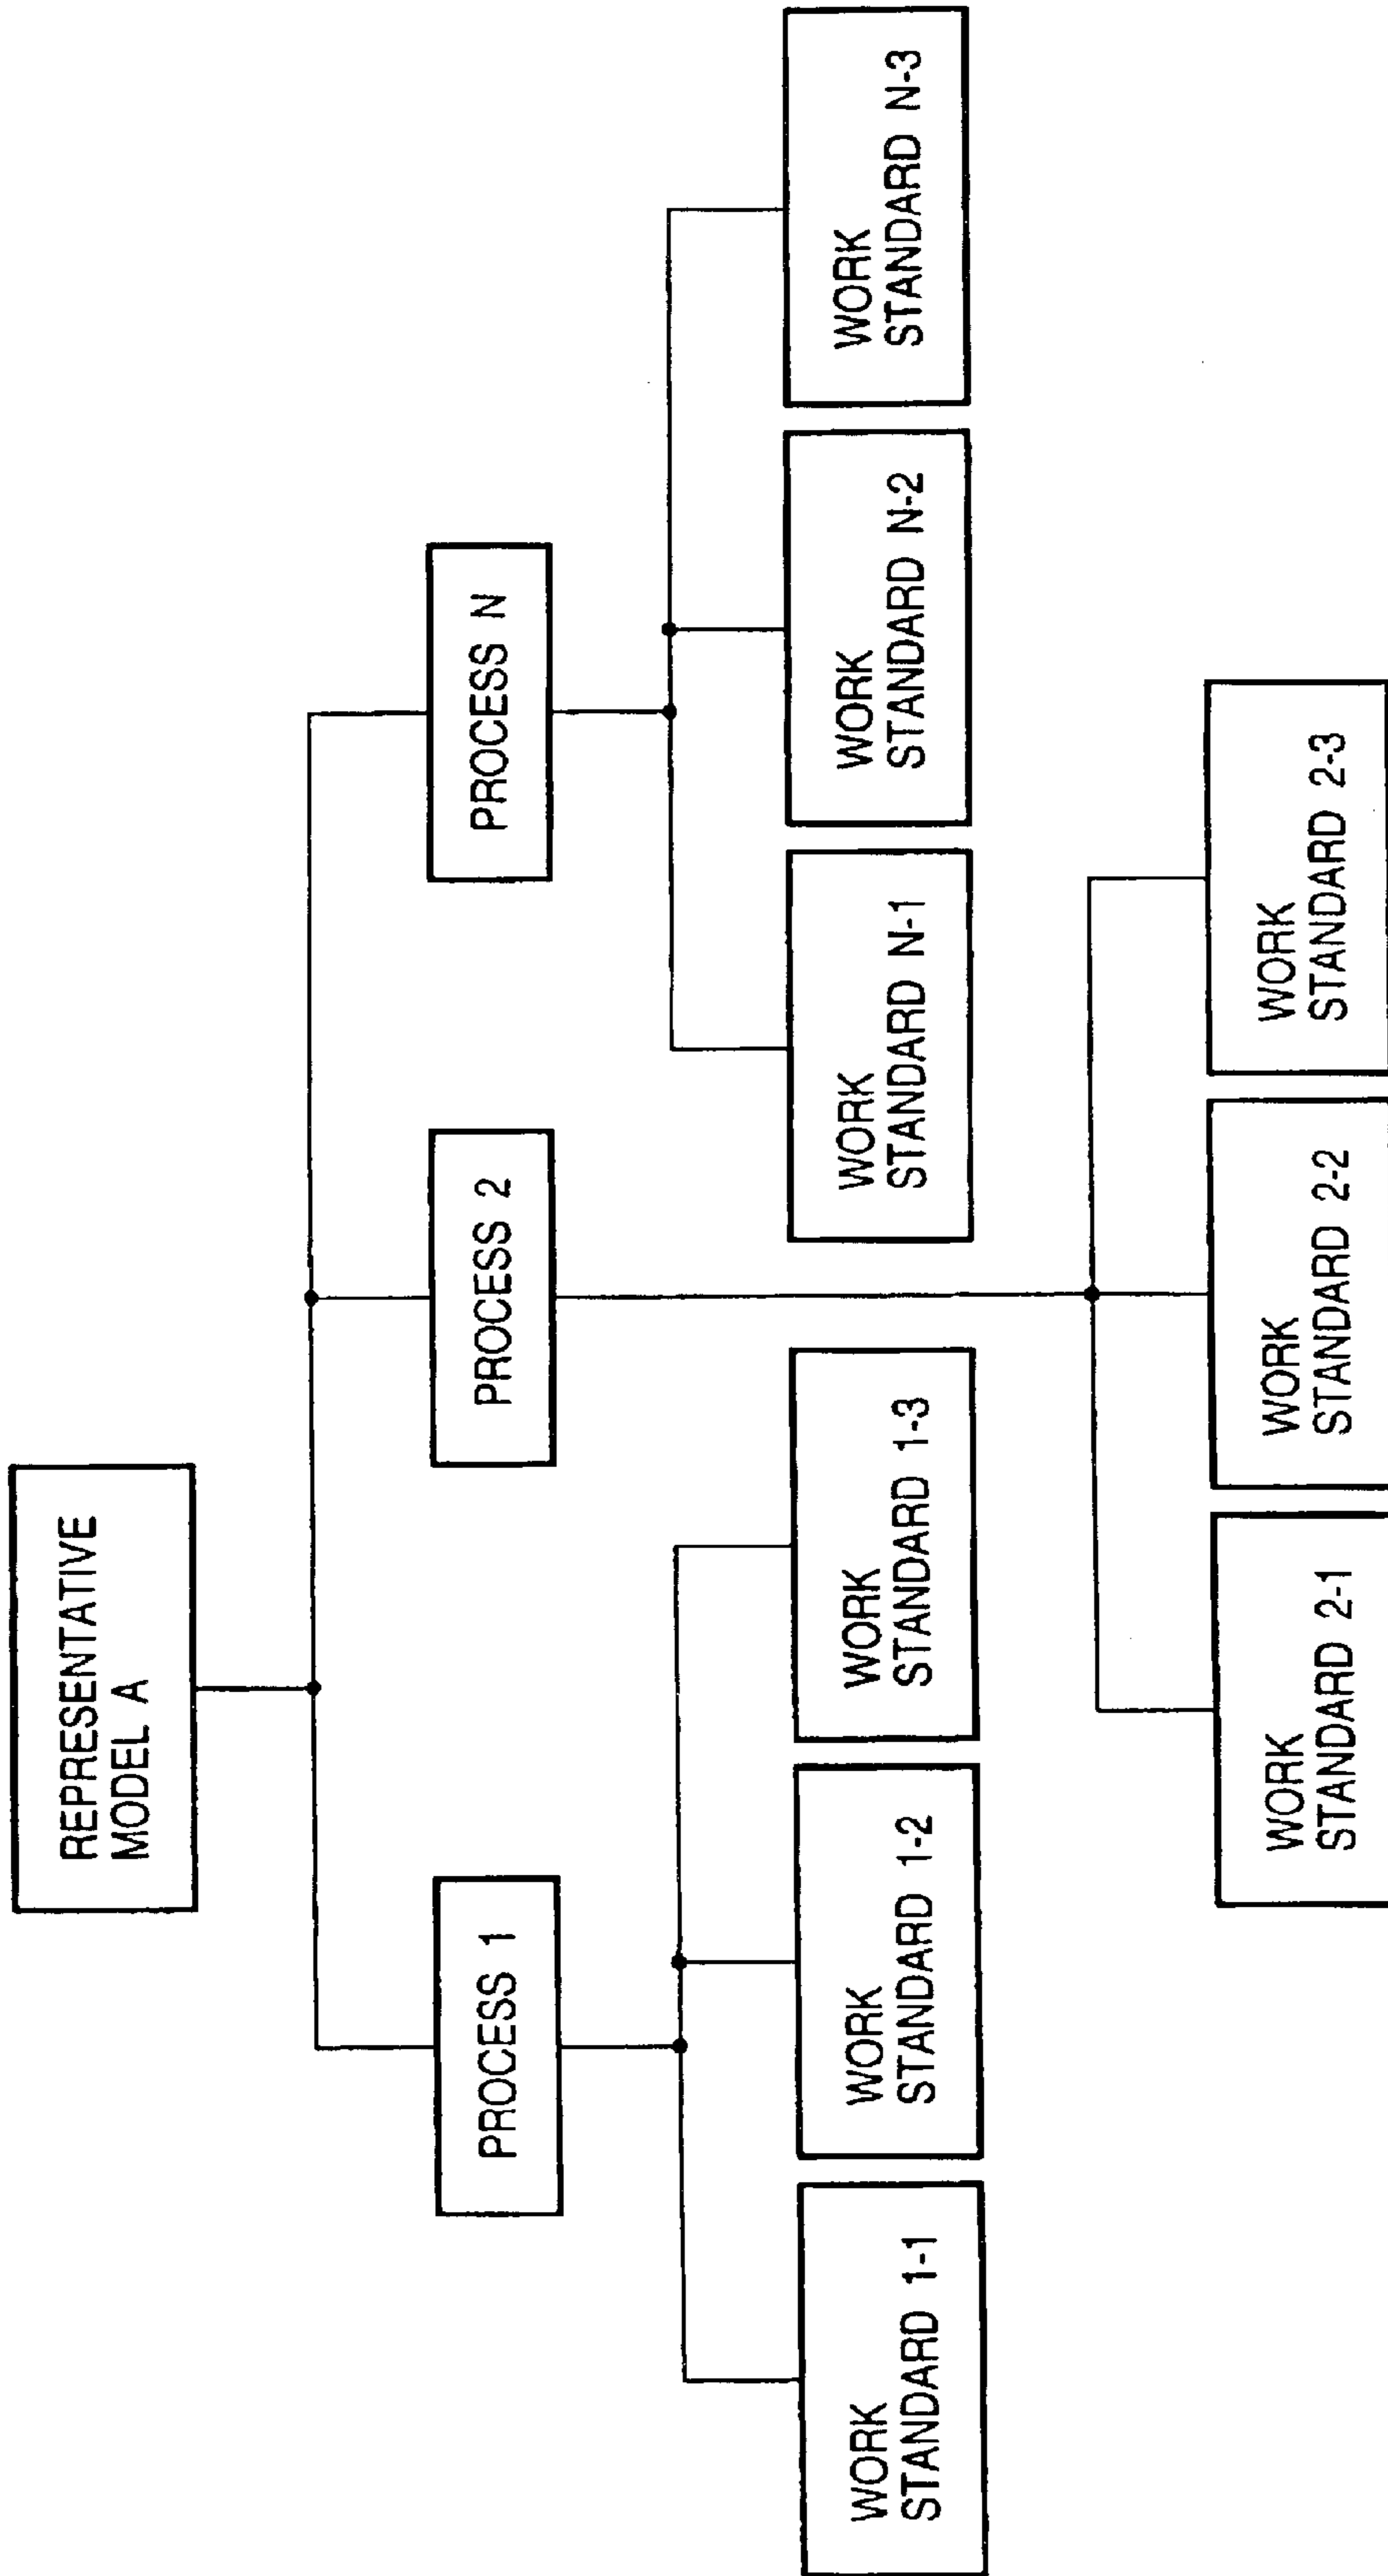 REPRESENTATIVE
MODEL A
PROCESS 1
PROCESS 2
PROCESS N
WORK
STANDARD 1-1
WORK
STANDARD 1-2
WORK
STANDARD 1-3
WORK
STANDARD N-1
WORK
STANDARD N-2
WORK
STANDARD N-3
WORK
STANDARD 2-1
WORK
STANDARD 2-2
WORK
STANDARD 2-3